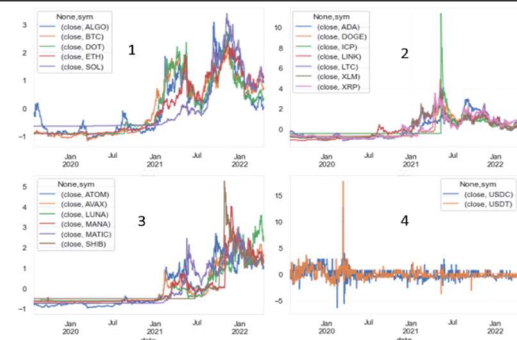 None,sym
(close, ALGO)
(close, BTC)
(close, DOT)
(close, ETH)
(close, SOL)
1
3
2
1
0
−1
Jan
2020
Jul
Jan
2021
Jul
Jan
2022
None,sym
(close, ADA)
(close, DOGE)
(close, ICP)
(close, LINK)
(close, LTC)
(close, XLM)
(close, XRP)
2
10
8
6
4
2
0
Jan
2020
Jul
Jan
2021
Jul
Jan
2022
None,sym
(close, ATOM)
(close, AVAX)
(close, LUNA)
(close, MANA)
(close, MATIC)
(close, SHIB)
3
5
4
3
2
1
0
−1
Jan
2020
Jul
Jan
2021
Jul
Jan
2022
date
None,sym
(close, USDC)
(close, USDT)
4
15
10
5
0
−5
Jan
2020
Jul
Jan
2021
Jul
Jan
2022
date